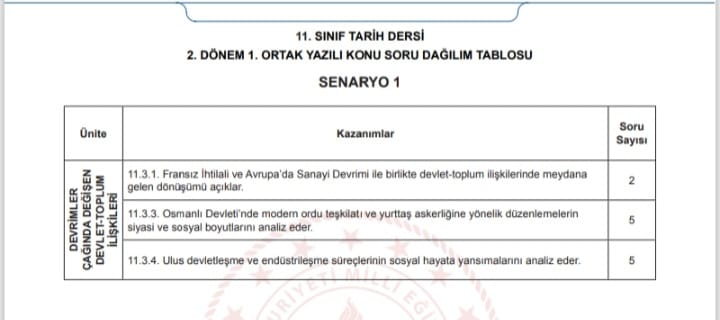 11. SINIF TARİH DERSİ
2. DÖNEM 1. ORTAK YAZILI KONU SORU DAĞILIM TABLOSU
SENARYO 1
Ünite
Kazanımlar
Soru
Sayısı
DEVRİMLER
ÇAĞINDA DEĞİŞEN
DEVLET-TOPLUM
İLİŞKİLERİ
11.3.1. Fransız İhtilali ve Avrupa'da Sanayi Devrimi ile birlikte devlet-toplum ilişkilerinde meydana
gelen dönüşümü açıklar.
2
11.3.3. Osmanlı Devleti'nde modern ordu teşkilatı ve yurttaş askerliğine yönelik düzenlemelerin
siyasi ve sosyal boyutlarını analiz eder.
5
11.3.4. Ulus devletleşme ve endüstrileşme süreçlerinin sosyal hayata yansımalarını analiz eder.
5